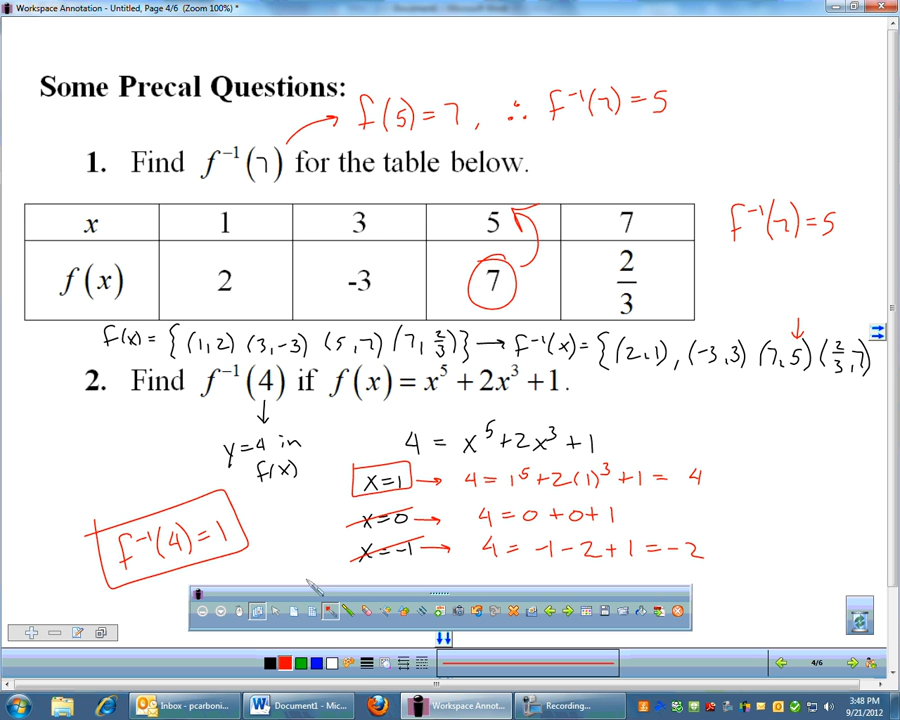 Workspace Annotation - Untitled, Page 4/6 (Zoom 100%) *
Some Precal Questions:
f(5) = 7, ∴ f⁻¹(7) = 5
1. Find f⁻¹(7) for the table below.
x 1 3 5 7
f(x) 2 -3 7 2/3
f⁻¹(7) = 5
f(x) = {(1,2) (3,-3) (5,7) (7, 2/3)} → f⁻¹(x) = {(2,1), (-3,3) (7,5) (2/3, 7)
2. Find f⁻¹(4) if f(x) = x⁵ + 2x³ + 1.
y=4 in
f(x)
4 = x⁵ + 2x³ + 1
x=1 → 4 = 1⁵ + 2(1)³ + 1 = 4
x=0 → 4 = 0 + 0 + 1
x=-1 → 4 = -1 - 2 + 1 = -2
f⁻¹(4) = 1
4/6
Inbox - pcarboni...
Document1 - Mic...
Workspace Annot...
Recording...
3:48 PM
9/21/2012